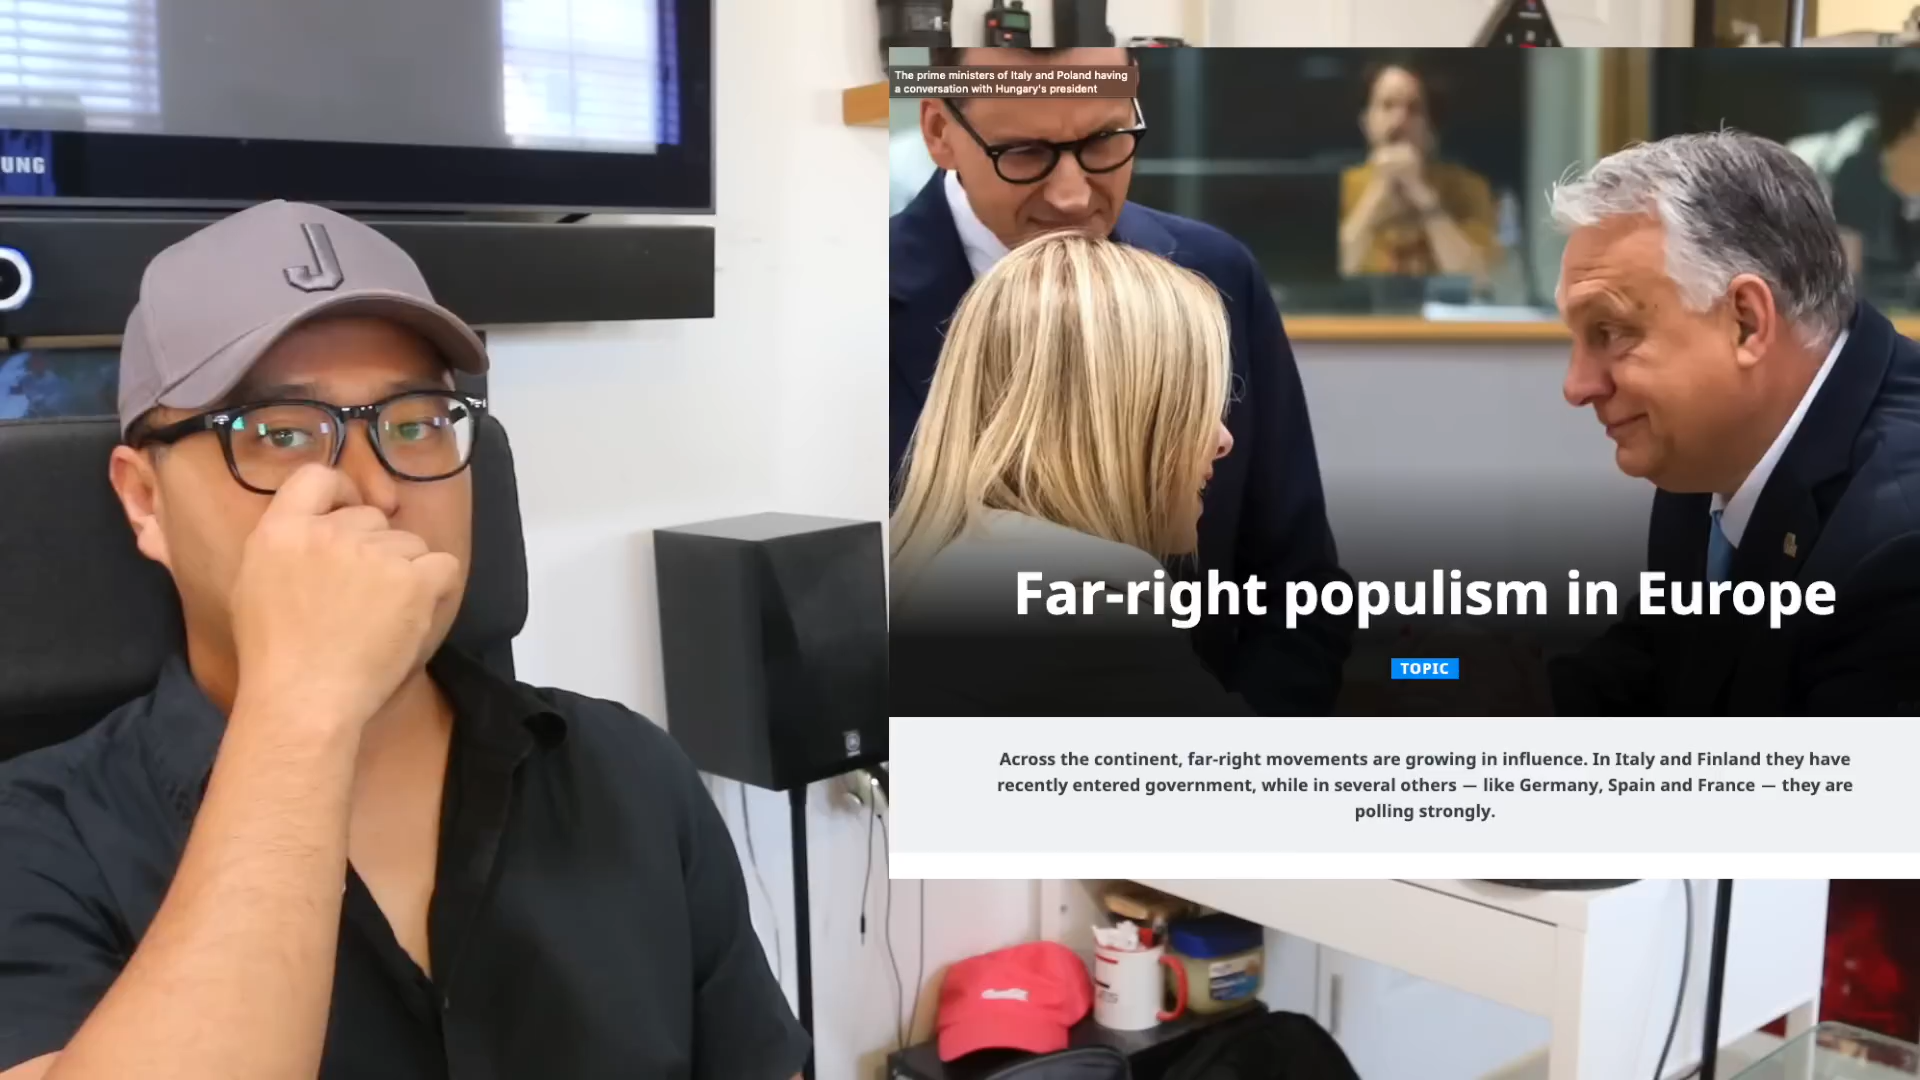 UNG
J
The prime ministers of Italy and Poland having
a conversation with Hungary's president
Far-right populism in Europe
TOPIC
Across the continent, far-right movements are growing in influence. In Italy and Finland they have
recently entered government, while in several others — like Germany, Spain and France — they are
polling strongly.